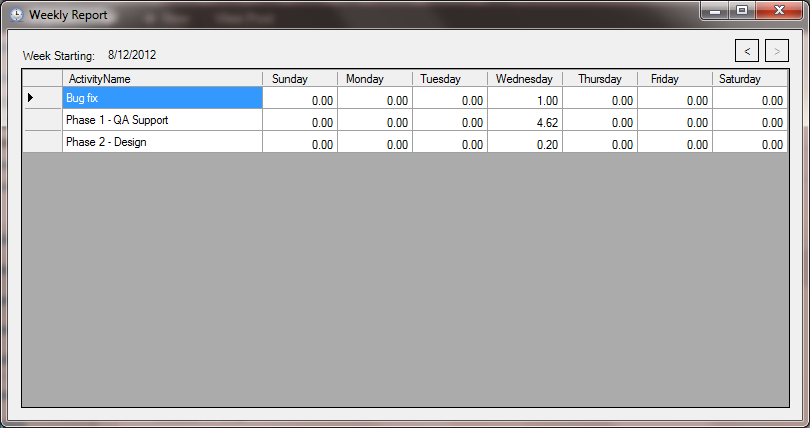 Weekly Report
Week Starting: 8/12/2012
< >
ActivityName Sunday Monday Tuesday Wednesday Thursday Friday Saturday
Bug fix 0.00 0.00 0.00 1.00 0.00 0.00 0.00
Phase 1 - QA Support 0.00 0.00 0.00 4.62 0.00 0.00 0.00
Phase 2 - Design 0.00 0.00 0.00 0.20 0.00 0.00 0.00